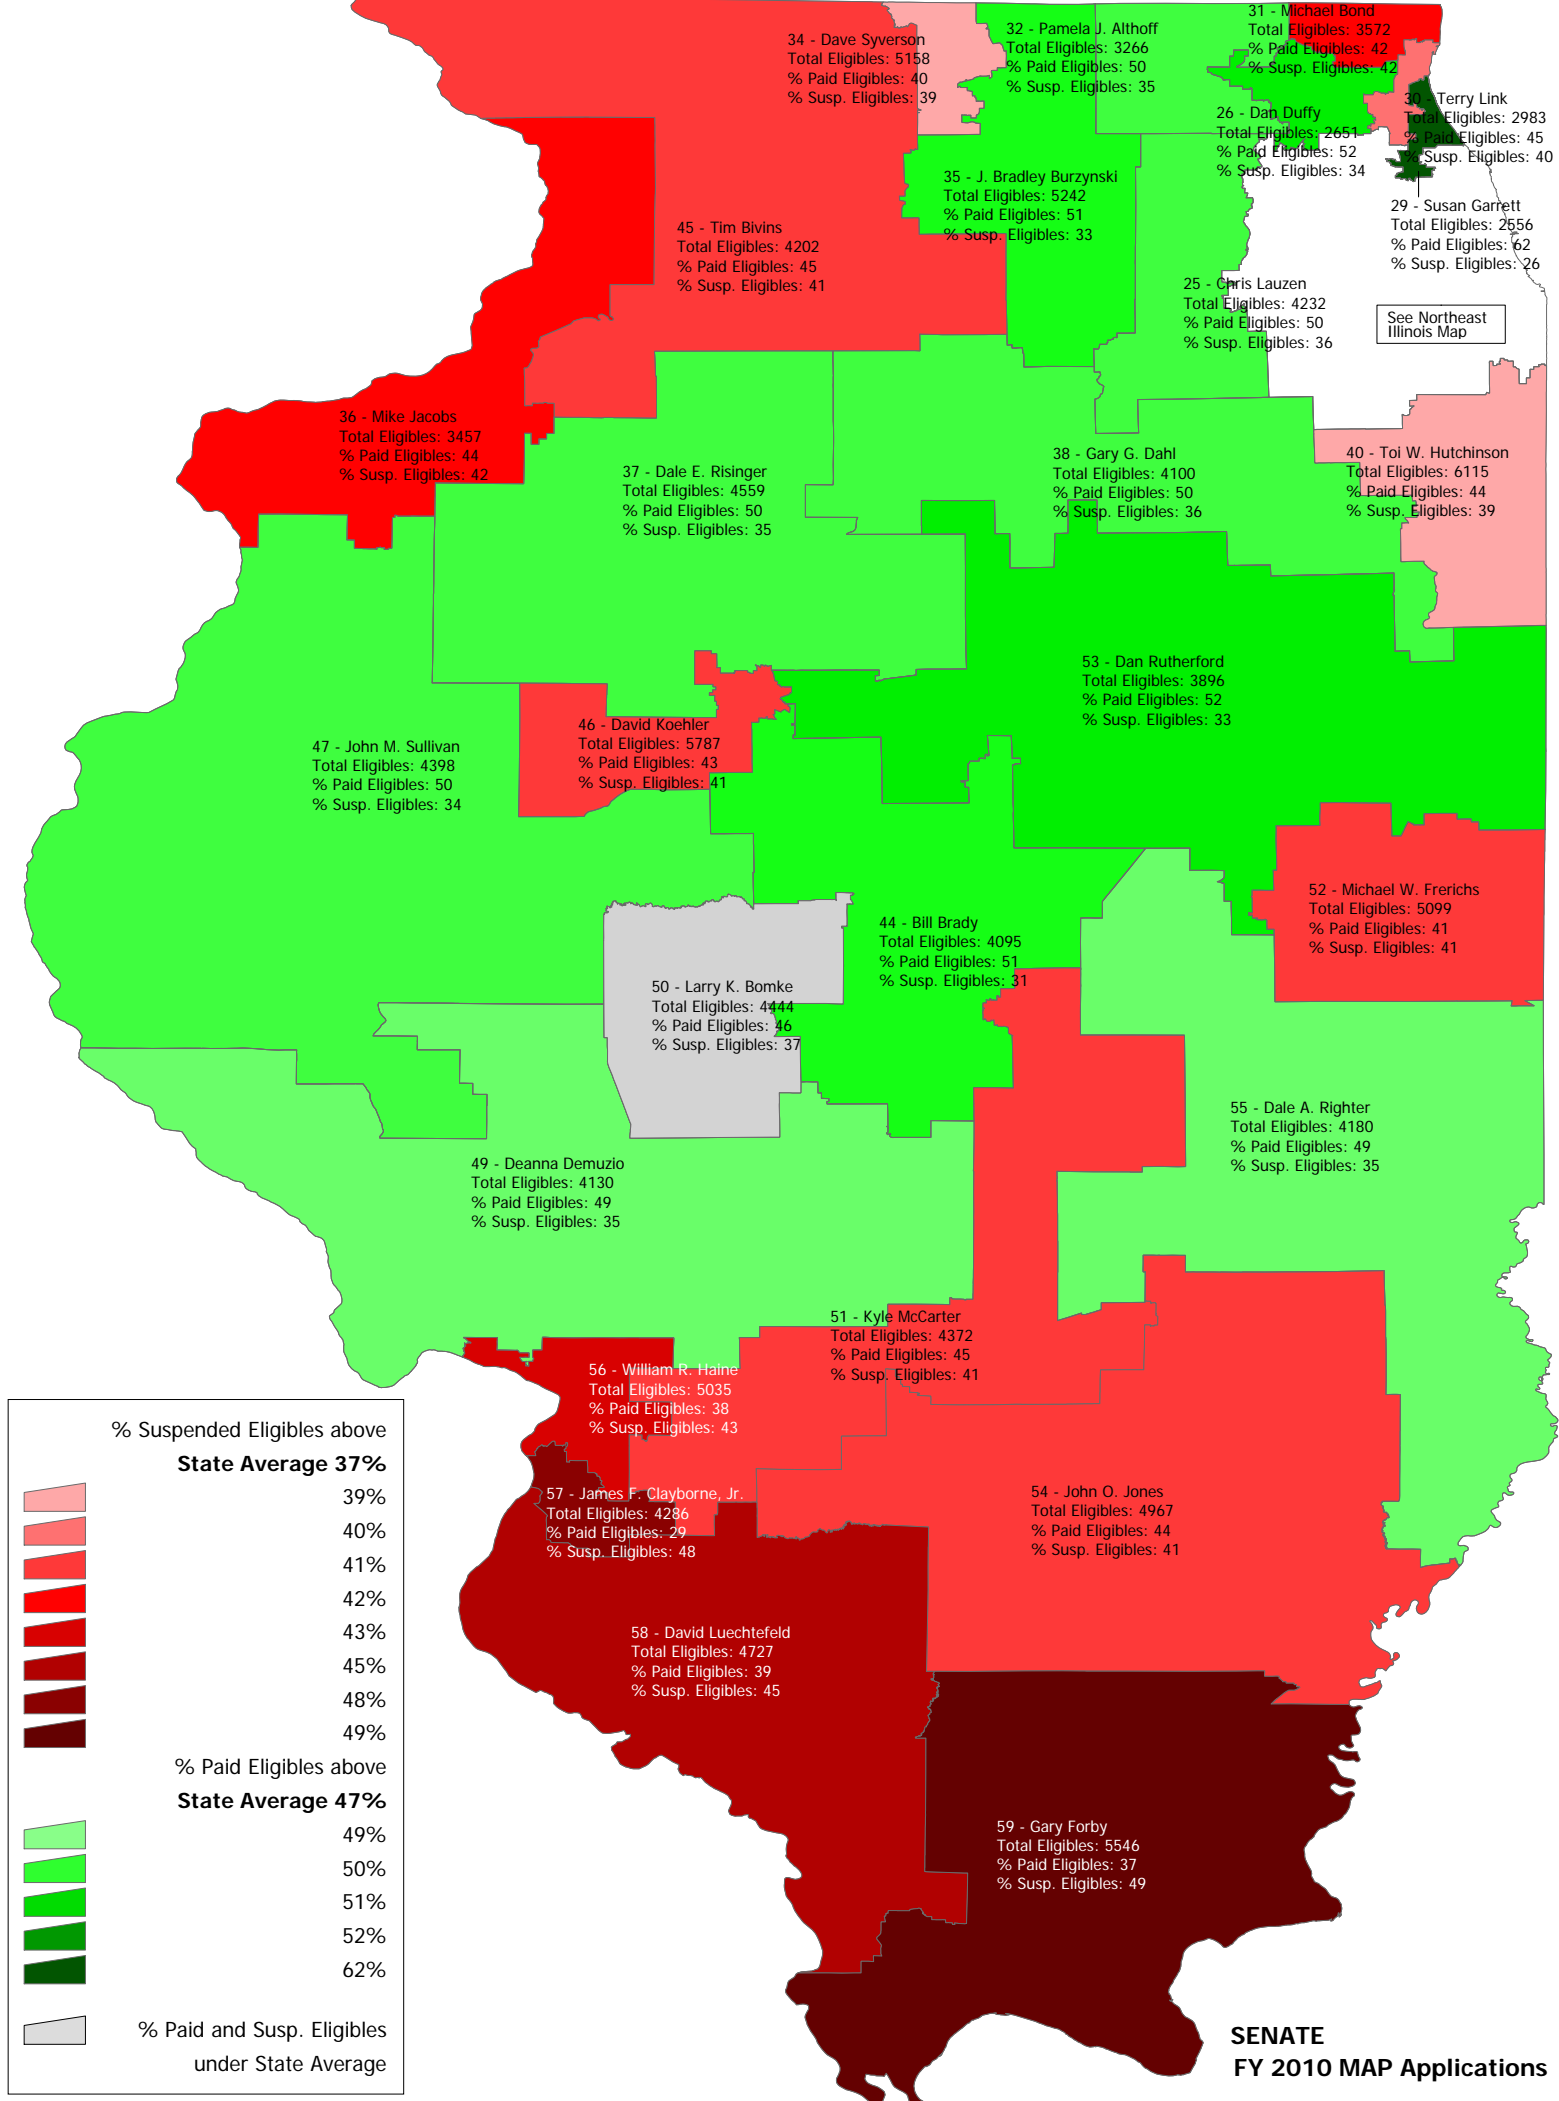 31 - Michael Bond
Total Eligibles: 3572
% Paid Eligibles: 42
% Susp. Eligibles: 42
32 - Pamela J. Althoff
Total Eligibles: 3266
% Paid Eligibles: 50
% Susp. Eligibles: 35
34 - Dave Syverson
Total Eligibles: 5158
% Paid Eligibles: 40
% Susp. Eligibles: 39
30 - Terry Link
Total Eligibles: 2983
% Paid Eligibles: 45
% Susp. Eligibles: 40
26 - Dan Duffy
Total Eligibles: 2651
% Paid Eligibles: 52
% Susp. Eligibles: 34
35 - J. Bradley Burzynski
Total Eligibles: 5242
% Paid Eligibles: 51
% Susp. Eligibles: 33
29 - Susan Garrett
Total Eligibles: 2556
% Paid Eligibles: 62
% Susp. Eligibles: 26
45 - Tim Bivins
Total Eligibles: 4202
% Paid Eligibles: 45
% Susp. Eligibles: 41
25 - Chris Lauzen
Total Eligibles: 4232
% Paid Eligibles: 50
% Susp. Eligibles: 36
See Northeast
Illinois Map
36 - Mike Jacobs
Total Eligibles: 3457
% Paid Eligibles: 44
% Susp. Eligibles: 42
37 - Dale E. Risinger
Total Eligibles: 4559
% Paid Eligibles: 50
% Susp. Eligibles: 35
38 - Gary G. Dahl
Total Eligibles: 4100
% Paid Eligibles: 50
% Susp. Eligibles: 36
40 - Toi W. Hutchinson
Total Eligibles: 6115
% Paid Eligibles: 44
% Susp. Eligibles: 39
53 - Dan Rutherford
Total Eligibles: 3896
% Paid Eligibles: 52
% Susp. Eligibles: 33
46 - David Koehler
Total Eligibles: 5787
% Paid Eligibles: 43
% Susp. Eligibles: 41
47 - John M. Sullivan
Total Eligibles: 4398
% Paid Eligibles: 50
% Susp. Eligibles: 34
52 - Michael W. Frerichs
Total Eligibles: 5099
% Paid Eligibles: 41
% Susp. Eligibles: 41
44 - Bill Brady
Total Eligibles: 4095
% Paid Eligibles: 51
% Susp. Eligibles: 31
50 - Larry K. Bomke
Total Eligibles: 4444
% Paid Eligibles: 46
% Susp. Eligibles: 37
55 - Dale A. Righter
Total Eligibles: 4180
% Paid Eligibles: 49
% Susp. Eligibles: 35
49 - Deanna Demuzio
Total Eligibles: 4130
% Paid Eligibles: 49
% Susp. Eligibles: 35
51 - Kyle McCarter
Total Eligibles: 4372
% Paid Eligibles: 45
% Susp. Eligibles: 41
56 - William R. Haine
Total Eligibles: 5035
% Paid Eligibles: 38
% Susp. Eligibles: 43
57 - James F. Clayborne, Jr.
Total Eligibles: 4286
% Paid Eligibles: 29
% Susp. Eligibles: 48
54 - John O. Jones
Total Eligibles: 4967
% Paid Eligibles: 44
% Susp. Eligibles: 41
58 - David Luechtefeld
Total Eligibles: 4727
% Paid Eligibles: 39
% Susp. Eligibles: 45
59 - Gary Forby
Total Eligibles: 5546
% Paid Eligibles: 37
% Susp. Eligibles: 49
% Suspended Eligibles above
State Average 37%
39%
40%
41%
42%
43%
45%
48%
49%
% Paid Eligibles above
State Average 47%
49%
50%
51%
52%
62%
% Paid and Susp. Eligibles
under State Average
SENATE
FY 2010 MAP Applications